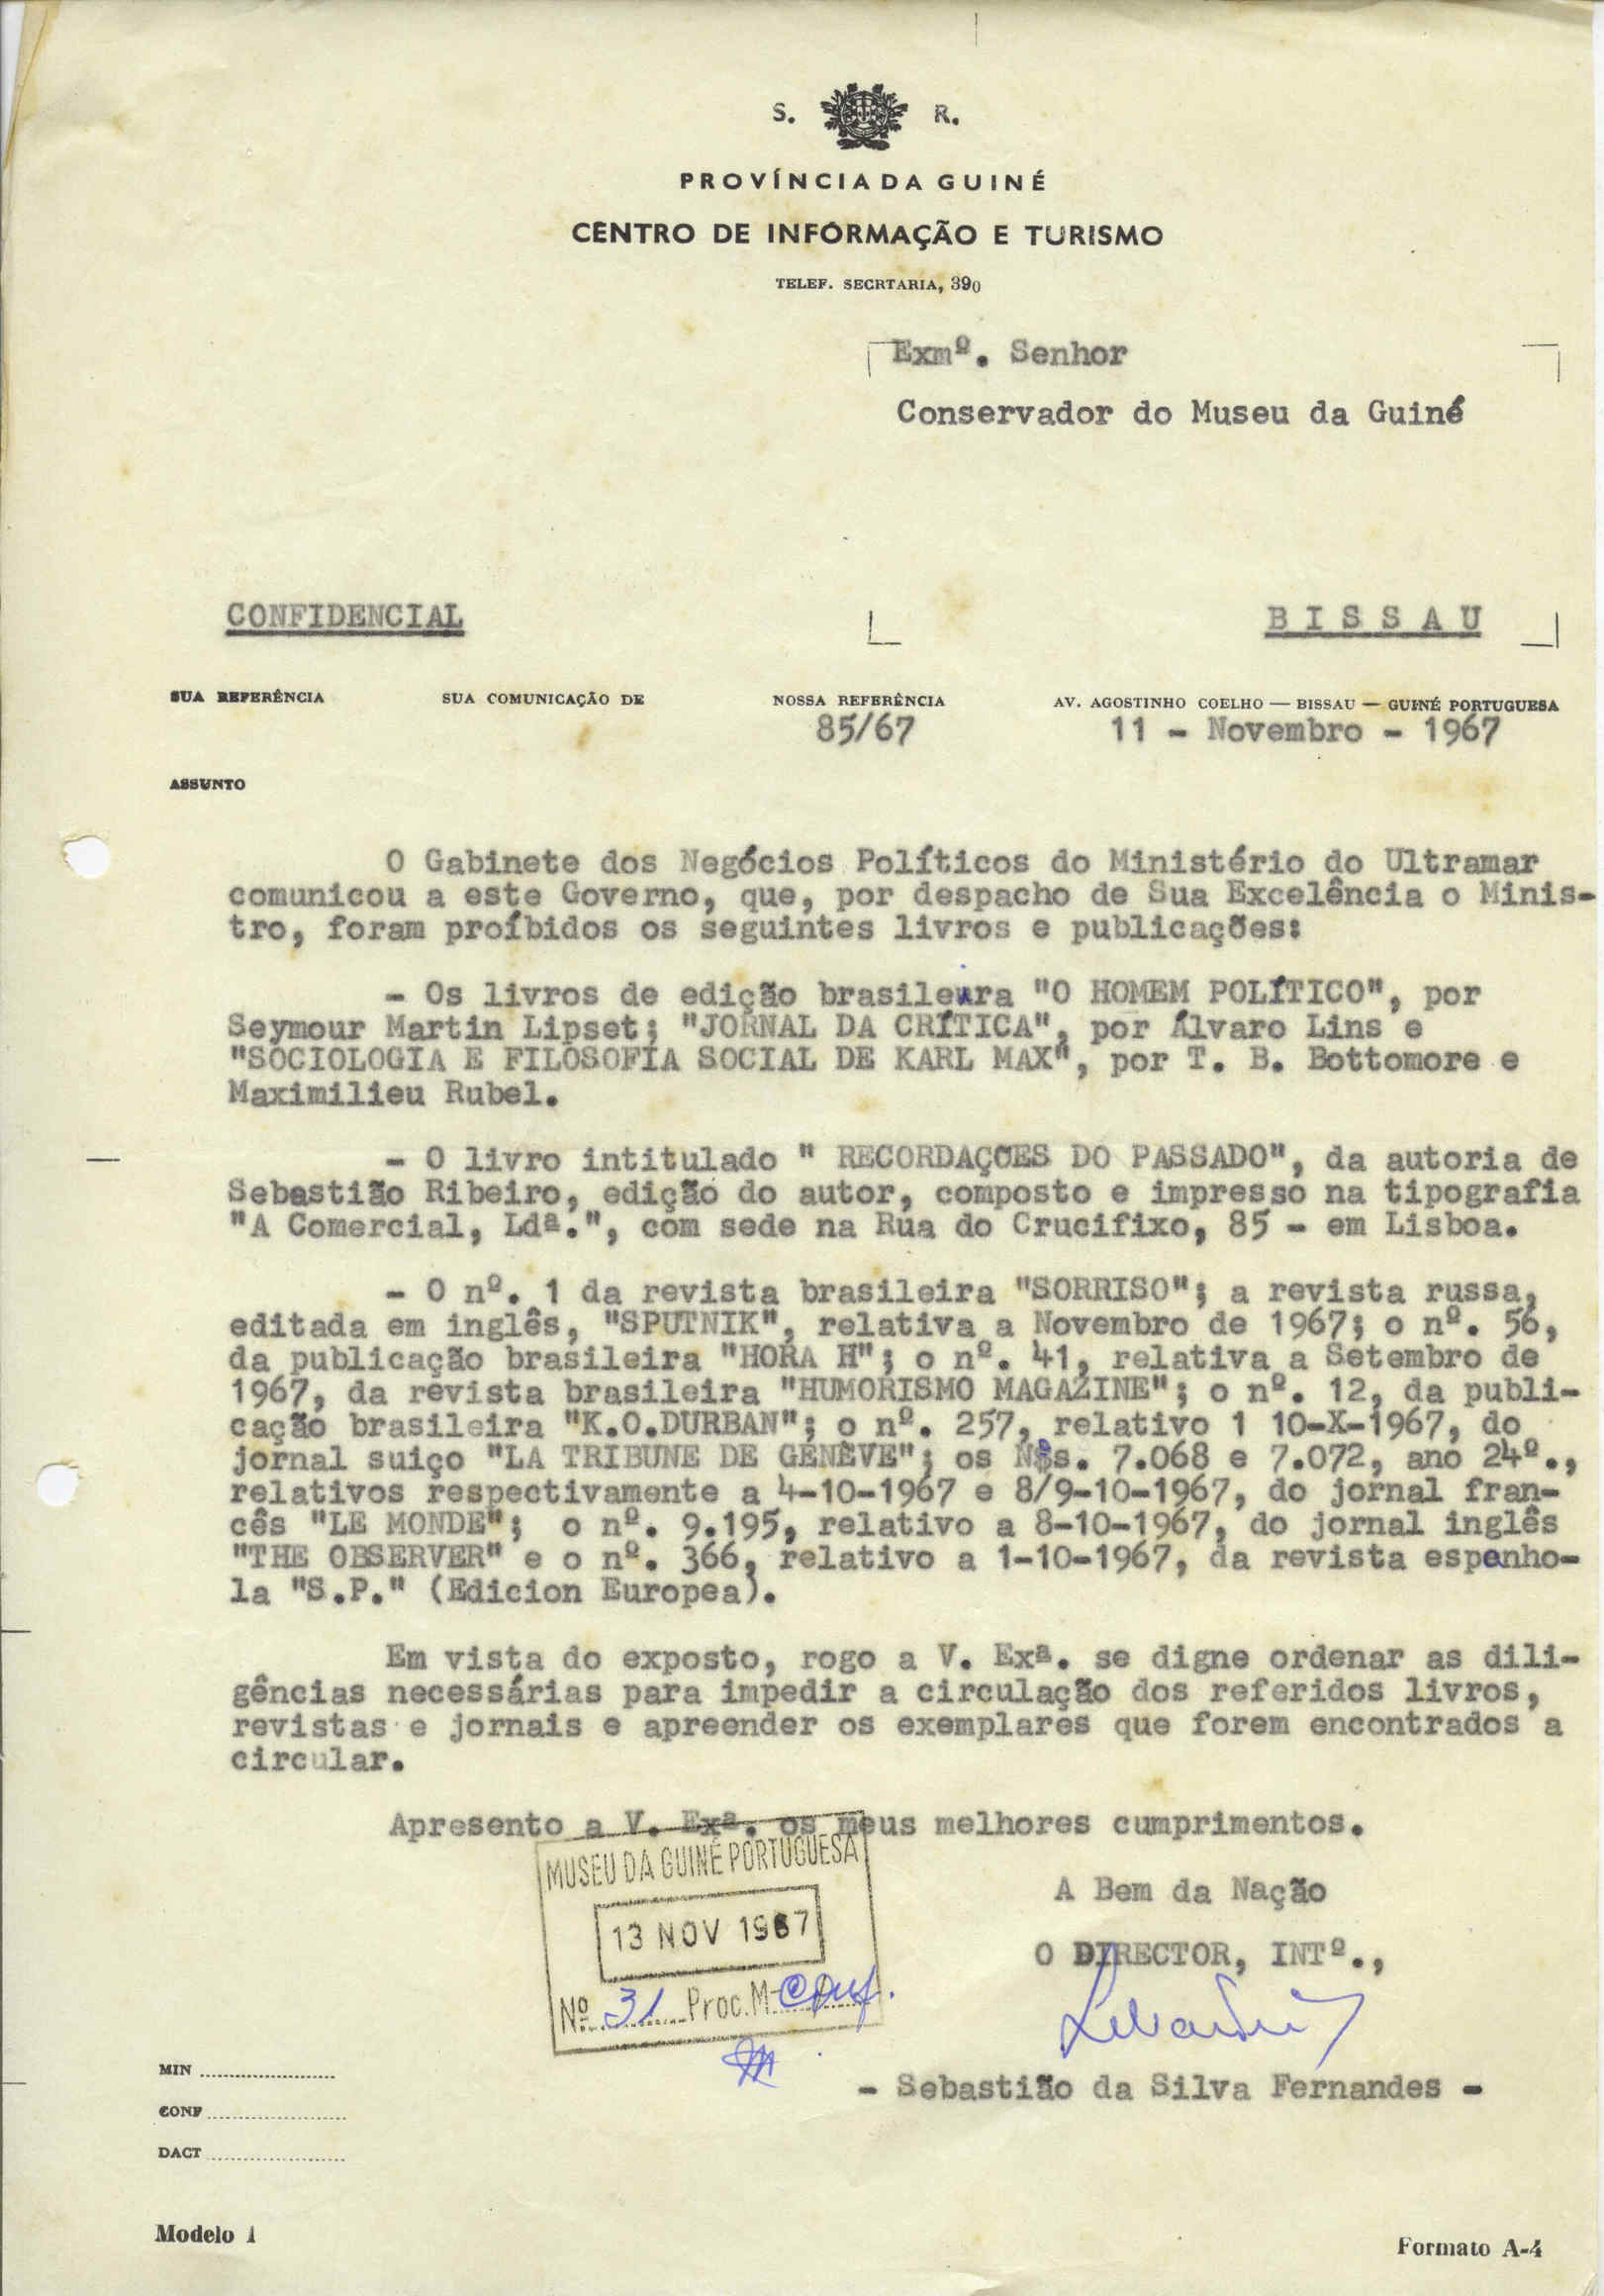 S. R.
PROVÍNCIA DA GUINÉ
CENTRO DE INFORMAÇÃO E TURISMO
TELEF. SECRTARIA, 390
Exmº. Senhor
Conservador do Museu da Guiné
CONFIDENCIAL
B I S S A U
SUA REFERÊNCIA SUA COMUNICAÇÃO DE NOSSA REFERÊNCIA AV. AGOSTINHO COELHO — BISSAU — GUINÉ PORTUGUESA
85/67 11 - Novembro - 1967
ASSUNTO
O Gabinete dos Negócios Políticos do Ministério do Ultramar
comunicou a este Governo, que, por despacho de Sua Excelência o Minis-
tro, foram proíbidos os seguintes livros e publicações:
- Os livros de edição brasileira "O HOMEM POLÍTICO", por
Seymour Martin Lipset; "JORNAL DA CRÍTICA", por Álvaro Lins e
"SOCIOLOGIA E FILOSOFIA SOCIAL DE KARL MAX", por T. B. Bottomore e
Maximilieu Rubel.
- O livro intitulado " RECORDAÇOES DO PASSADO", da autoria de
Sebastião Ribeiro, edição do autor, composto e impresso na tipografia
"A Comercial, Ldª.", com sede na Rua do Crucifixo, 85 - em Lisboa.
- O nº. 1 da revista brasileira "SORRISO"; a revista russa,
editada em inglês, "SPUTNIK", relativa a Novembro de 1967; o nº. 56,
da publicação brasileira "HORA H"; o nº. 41, relativa a Setembro de
1967, da revista brasileira "HUMORISMO MAGAZINE"; o nº. 12, da publi-
cação brasileira "K.O.DURBAN"; o nº. 257, relativo 1 10-X-1967, do
jornal suiço "LA TRIBUNE DE GENÈVE"; os Nºs. 7.068 e 7.072, ano 24º.,
relativos respectivamente a 4-10-1967 e 8/9-10-1967, do jornal fran-
cês "LE MONDE"; o nº. 9.195, relativo a 8-10-1967, do jornal inglês
"THE OBSERVER" e o nº. 366, relativo a 1-10-1967, da revista espanho-
la "S.P." (Edicion Europea).
Em vista do exposto, rogo a V. Exª. se digne ordenar as dili-
gências necessárias para impedir a circulação dos referidos livros,
revistas e jornais e apreender os exemplares que forem encontrados a
circular.
Apresento a V. Exª. os meus melhores cumprimentos.
MUSEU DA GUINÉ PORTUGUESA
13 NOV 1967
Nº 31 Proc. M- Conf.
A Bem da Nação
O DIRECTOR, INTº.,
- Sebastião da Silva Fernandes -
MIN
CONF
DACT
Modelo 1
Formato A-4